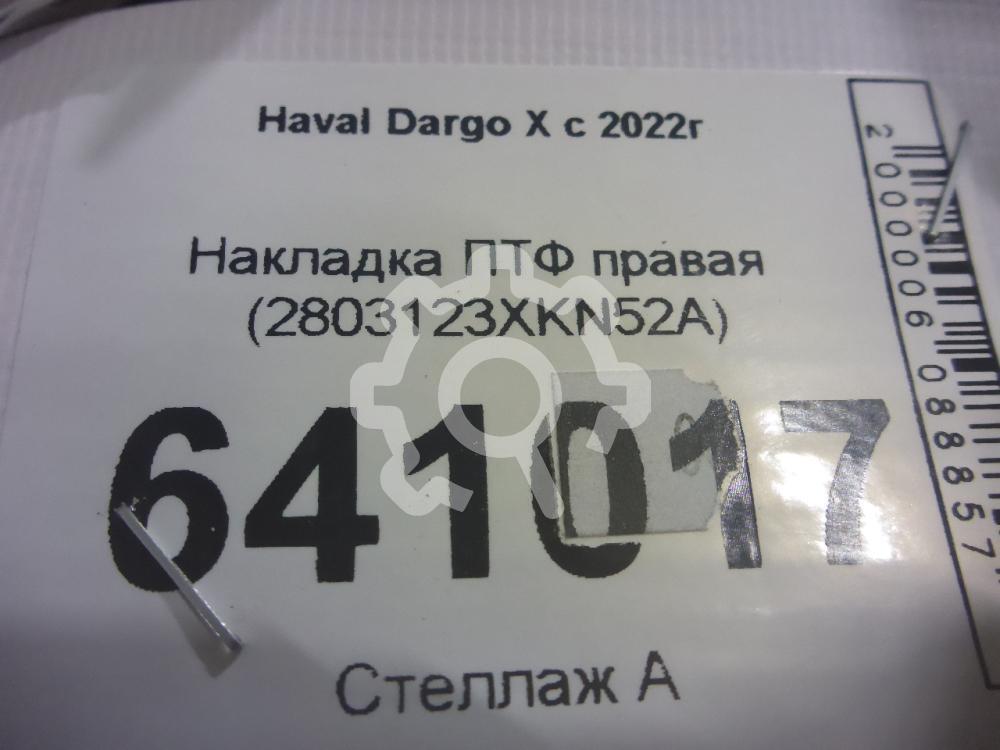 Haval Dargo X с 2022г
Накладка ПТФ правая
(2803123XKN52A)
641017
Стеллаж А
2000006088857